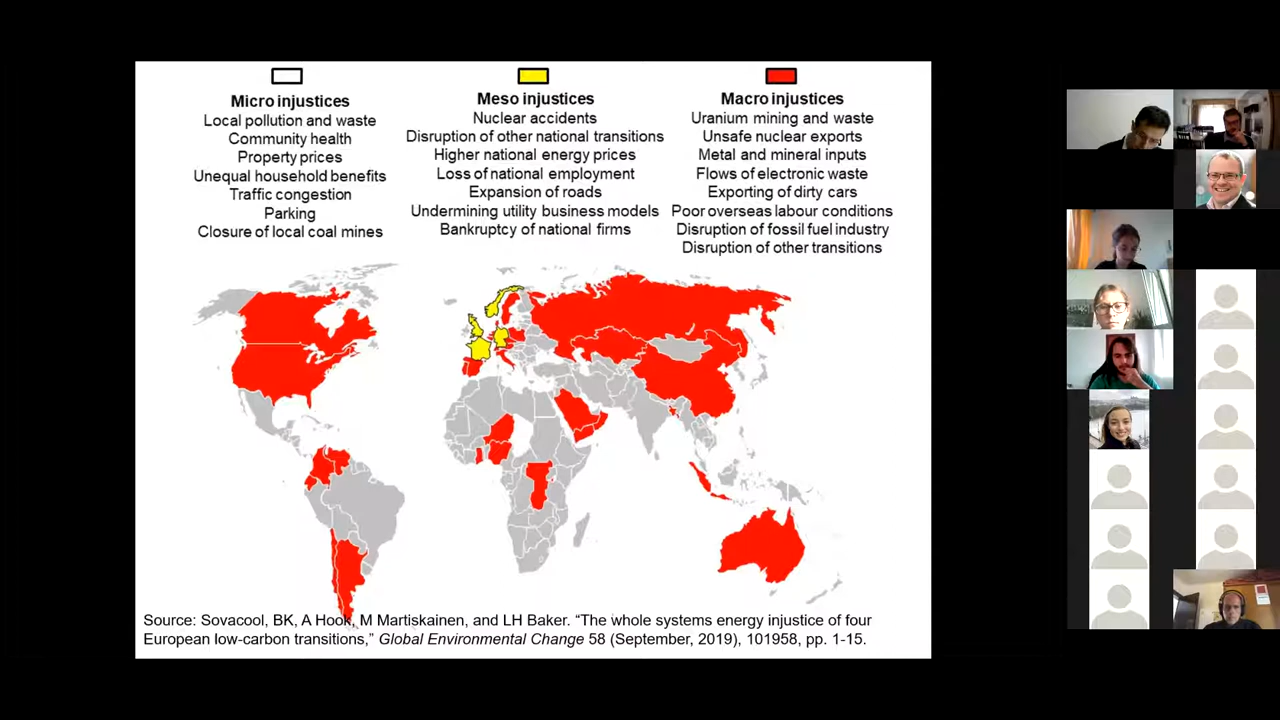 Micro injustices
Local pollution and waste
Community health
Property prices
Unequal household benefits
Traffic congestion
Parking
Closure of local coal mines
Meso injustices
Nuclear accidents
Disruption of other national transitions
Higher national energy prices
Loss of national employment
Expansion of roads
Undermining utility business models
Bankruptcy of national firms
Macro injustices
Uranium mining and waste
Unsafe nuclear exports
Metal and mineral inputs
Flows of electronic waste
Exporting of dirty cars
Poor overseas labour conditions
Disruption of fossil fuel industry
Disruption of other transitions
Source: Sovacool, BK, A Hook, M Martiskainen, and LH Baker. “The whole systems energy injustice of four
European low-carbon transitions,” Global Environmental Change 58 (September, 2019), 101958, pp. 1-15.